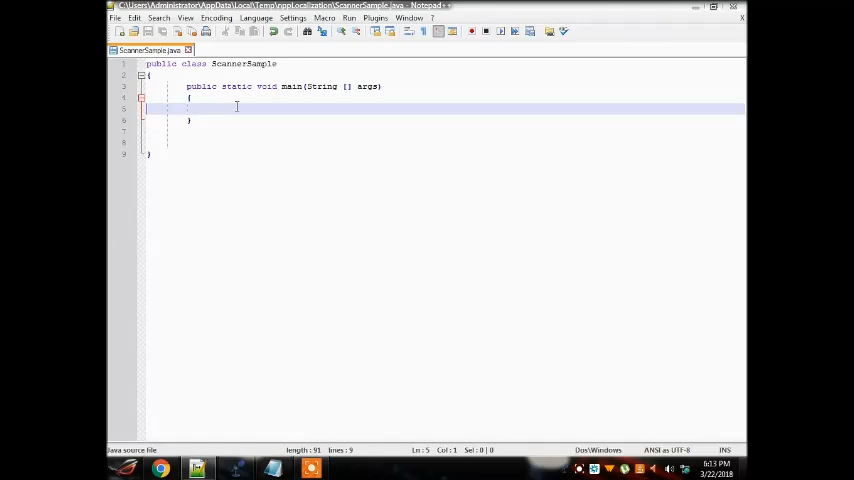 C:\Users\Administrator\AppData\Local\Temp\nppLocalization\ScannerSample.java - Notepad++
File Edit Search View Encoding Language Settings Macro Run Plugins Window ? X
ScannerSample.java
1 public class ScannerSample
2 {
3 public static void main(String [] args)
4 {
5
6 }
7
8
9 }
Java source file length : 91 lines : 9 Ln : 5 Col : 1 Sel : 0 | 0 Dos\Windows ANSI as UTF-8 INS
6:13 PM
3/22/2018